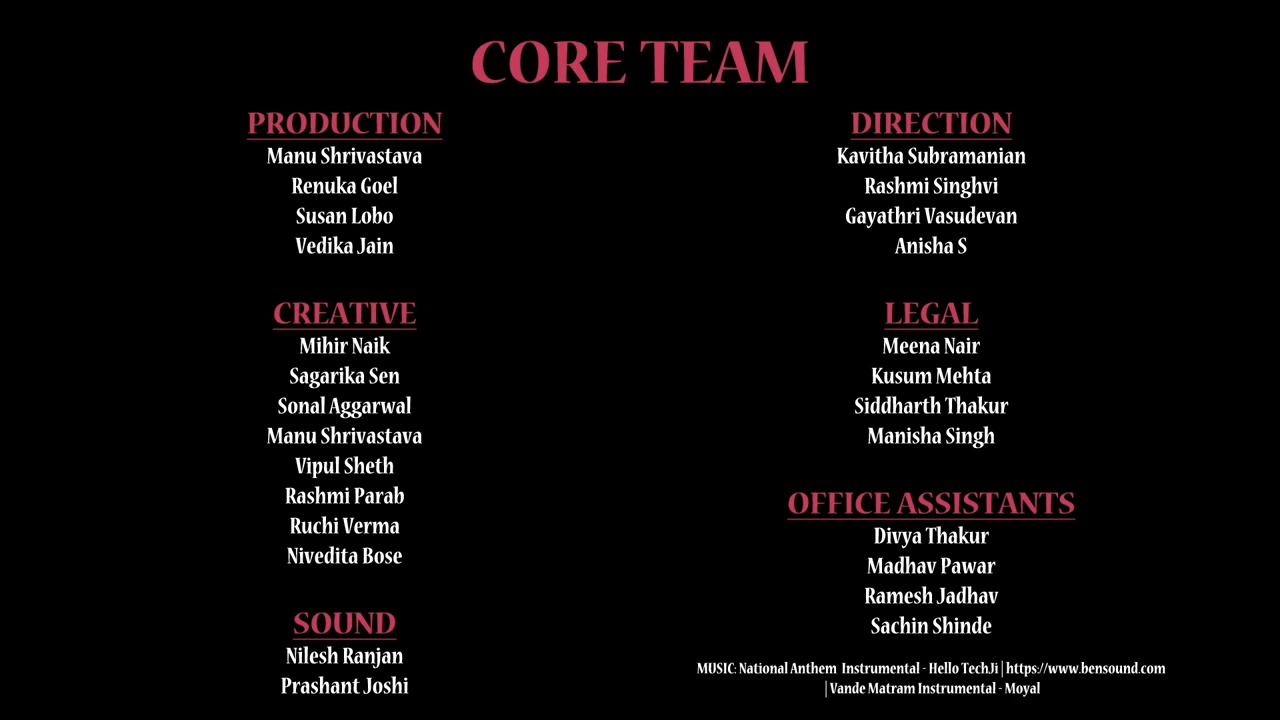 CORE TEAM
PRODUCTION
Manu Shrivastava
Renuka Goel
Susan Lobo
Vedika Jain
CREATIVE
Mihir Naik
Sagarika Sen
Sonal Aggarwal
Manu Shrivastava
Vipul Sheth
Rashmi Parab
Ruchi Verma
Nivedita Bose
SOUND
Nilesh Ranjan
Prashant Joshi
DIRECTION
Kavitha Subramanian
Rashmi Singhvi
Gayathri Vasudevan
Anisha S
LEGAL
Meena Nair
Kusum Mehta
Siddharth Thakur
Manisha Singh
OFFICE ASSISTANTS
Divya Thakur
Madhav Pawar
Ramesh Jadhav
Sachin Shinde
MUSIC: National Anthem Instrumental - Hello TechJi | https://www.bensound.com
| Vande Matram Instrumental - Moyal